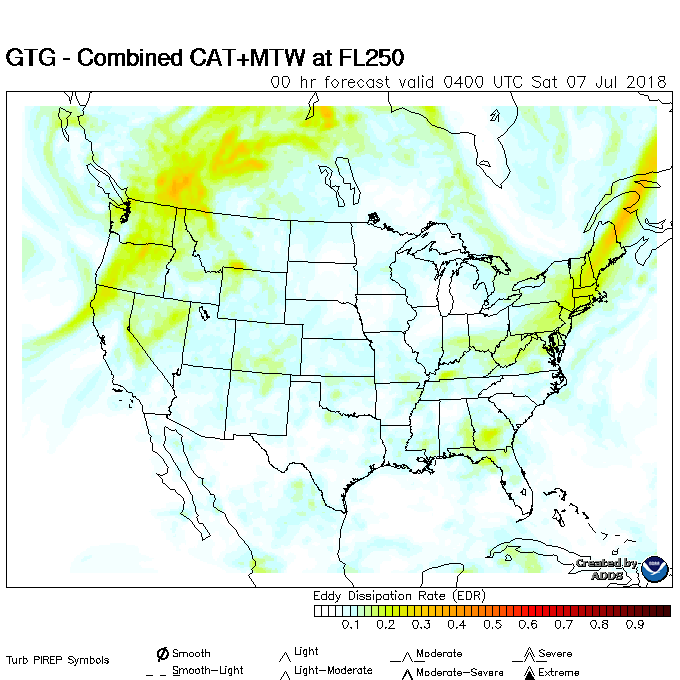 GTG - Combined CAT+MTW at FL250
00 hr forecast valid 0400 UTC Sat 07 Jul 2018
Created by
ADDS
Eddy Dissipation Rate (EDR)
0.1 0.2 0.3 0.4 0.5 0.6 0.7 0.8 0.9
Turb PIREP Symbols
Smooth Light Moderate Severe
Smooth-Light Light-Moderate Moderate-Severe Extreme